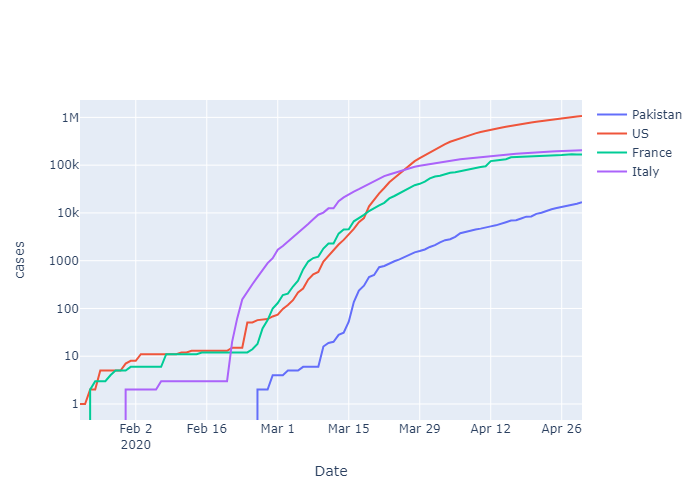 cases
1M
100k
10k
1000
100
10
1
Feb 2
2020
Feb 16
Mar 1
Mar 15
Mar 29
Apr 12
Apr 26
Date
Pakistan
US
France
Italy